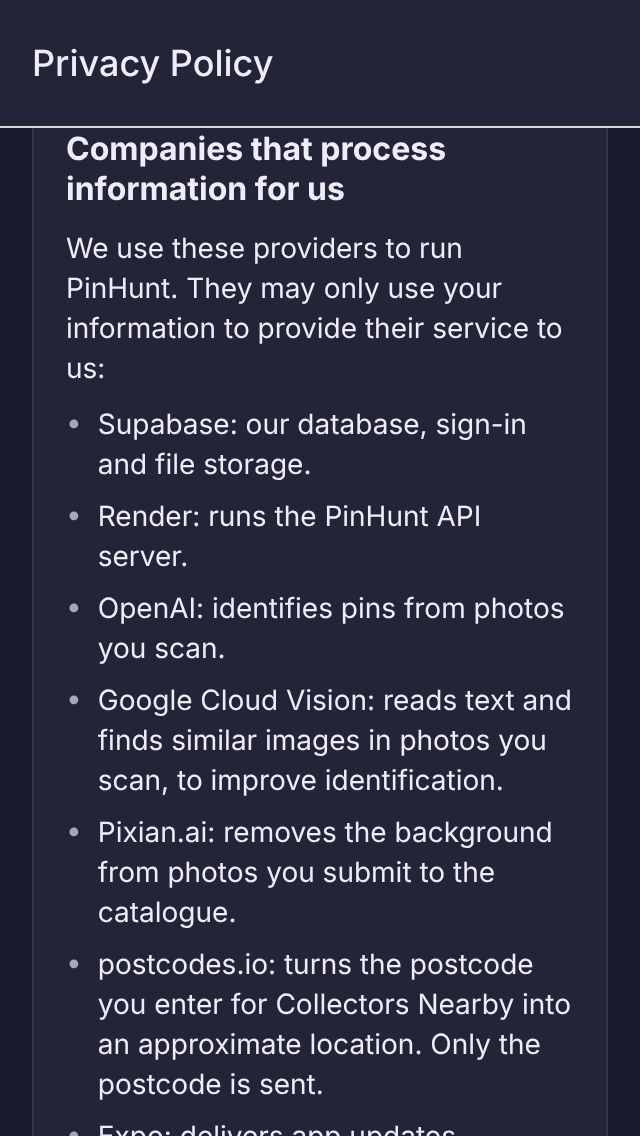 Privacy Policy
Companies that process
information for us
We use these providers to run
PinHunt. They may only use your
information to provide their service to
us:
• Supabase: our database, sign-in
and file storage.
• Render: runs the PinHunt API
server.
• OpenAI: identifies pins from photos
you scan.
• Google Cloud Vision: reads text and
finds similar images in photos you
scan, to improve identification.
• Pixian.ai: removes the background
from photos you submit to the
catalogue.
• postcodes.io: turns the postcode
you enter for Collectors Nearby into
an approximate location. Only the
postcode is sent.
• Expo: delivers app updates